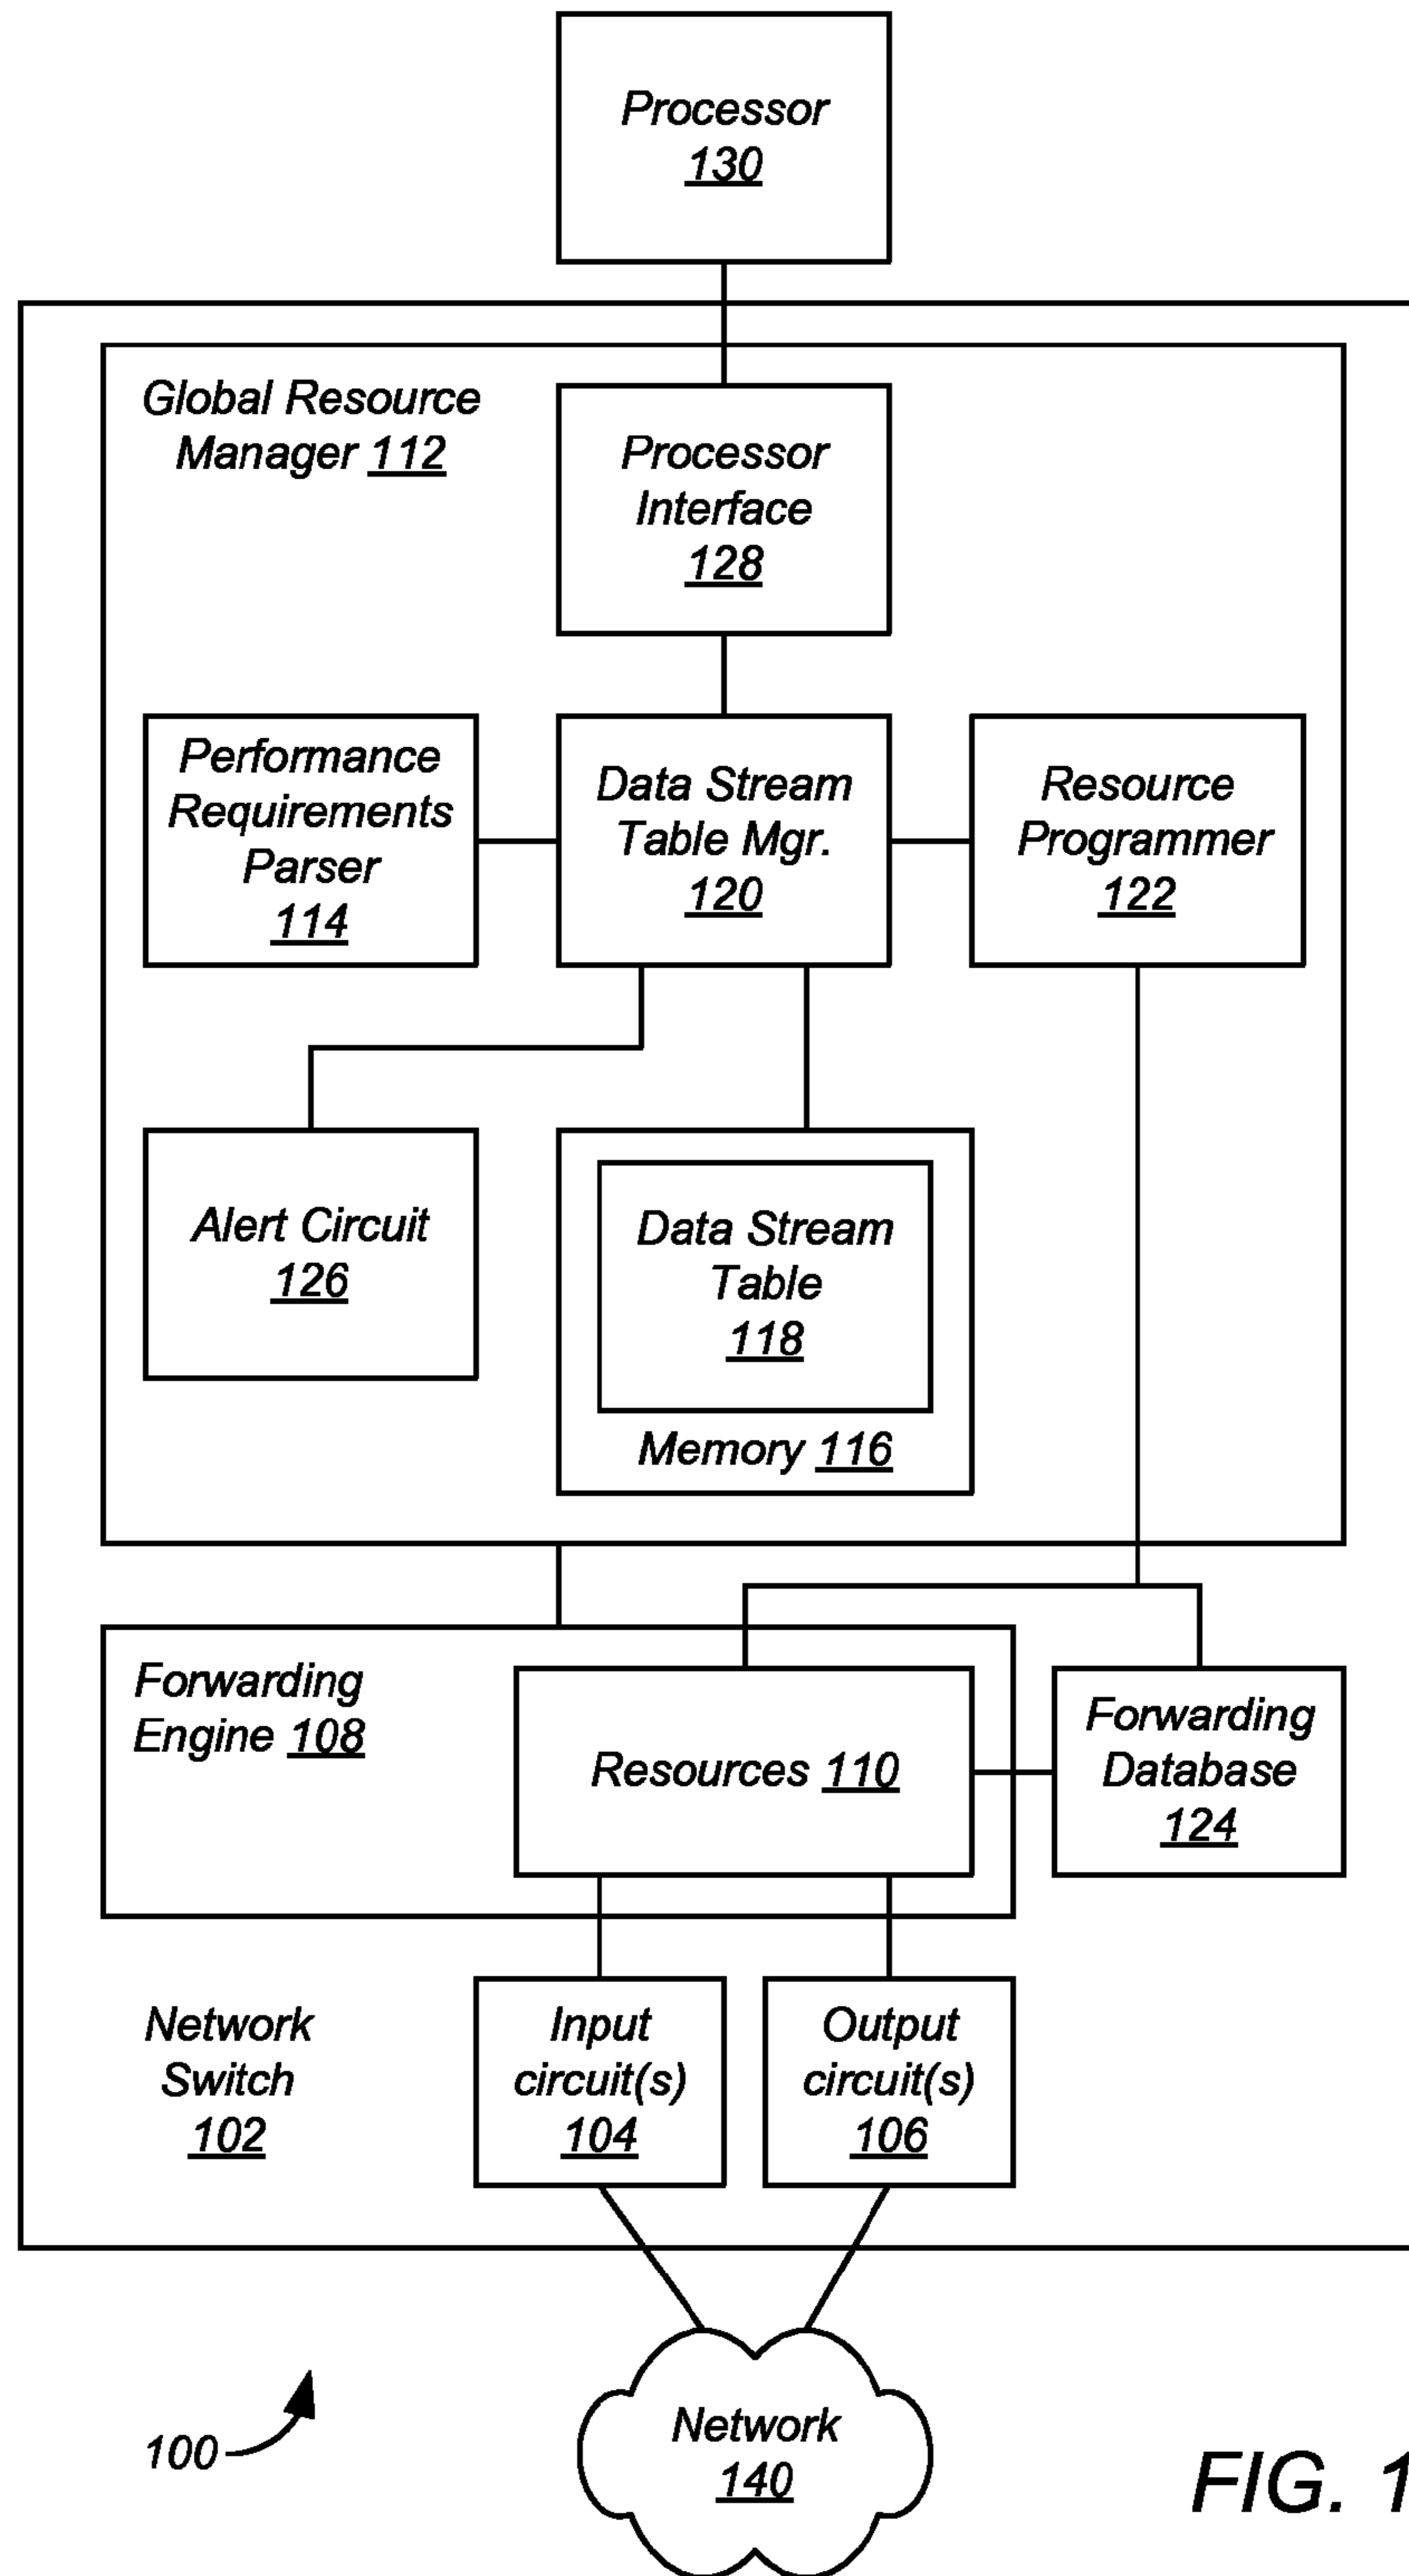 Processor
130
Global Resource
Manager 112
Processor
Interface
128
Performance
Requirements
Parser
114
Data Stream
Table Mgr.
120
Resource
Programmer
122
Alert Circuit
126
Data Stream
Table
118
Memory 116
Forwarding
Engine 108
Resources 110
Forwarding
Database
124
Network
Switch
102
Input
circuit(s)
104
Output
circuit(s)
106
100
Network
140
FIG. 1